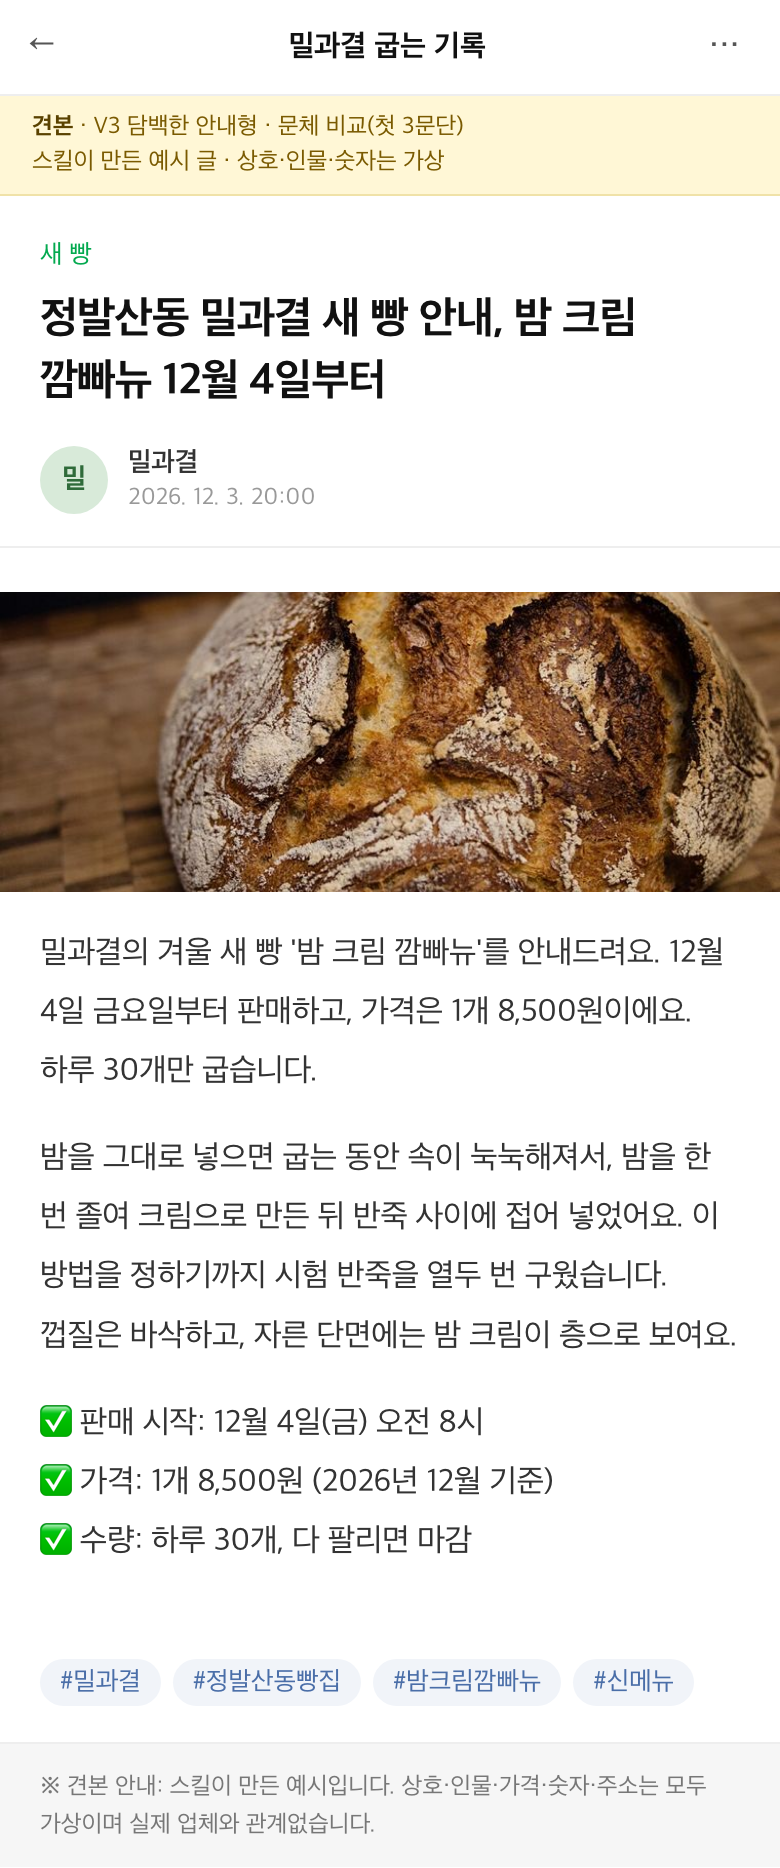 ← 밀과결 굽는 기록 ···
견본 · V3 담백한 안내형 · 문체 비교(첫 3문단)
스킬이 만든 예시 글 · 상호·인물·숫자는 가상
새 빵
정발산동 밀과결 새 빵 안내, 밤 크림
깜빠뉴 12월 4일부터
밀
밀과결
2026. 12. 3. 20:00
밀과결의 겨울 새 빵 '밤 크림 깜빠뉴'를 안내드려요. 12월
4일 금요일부터 판매하고, 가격은 1개 8,500원이에요.
하루 30개만 굽습니다.
밤을 그대로 넣으면 굽는 동안 속이 눅눅해져서, 밤을 한
번 졸여 크림으로 만든 뒤 반죽 사이에 접어 넣었어요. 이
방법을 정하기까지 시험 반죽을 열두 번 구웠습니다.
껍질은 바삭하고, 자른 단면에는 밤 크림이 층으로 보여요.
✅ 판매 시작: 12월 4일(금) 오전 8시
✅ 가격: 1개 8,500원 (2026년 12월 기준)
✅ 수량: 하루 30개, 다 팔리면 마감
#밀과결 #정발산동빵집 #밤크림깜빠뉴 #신메뉴
※ 견본 안내: 스킬이 만든 예시입니다. 상호·인물·가격·숫자·주소는 모두
가상이며 실제 업체와 관계없습니다.